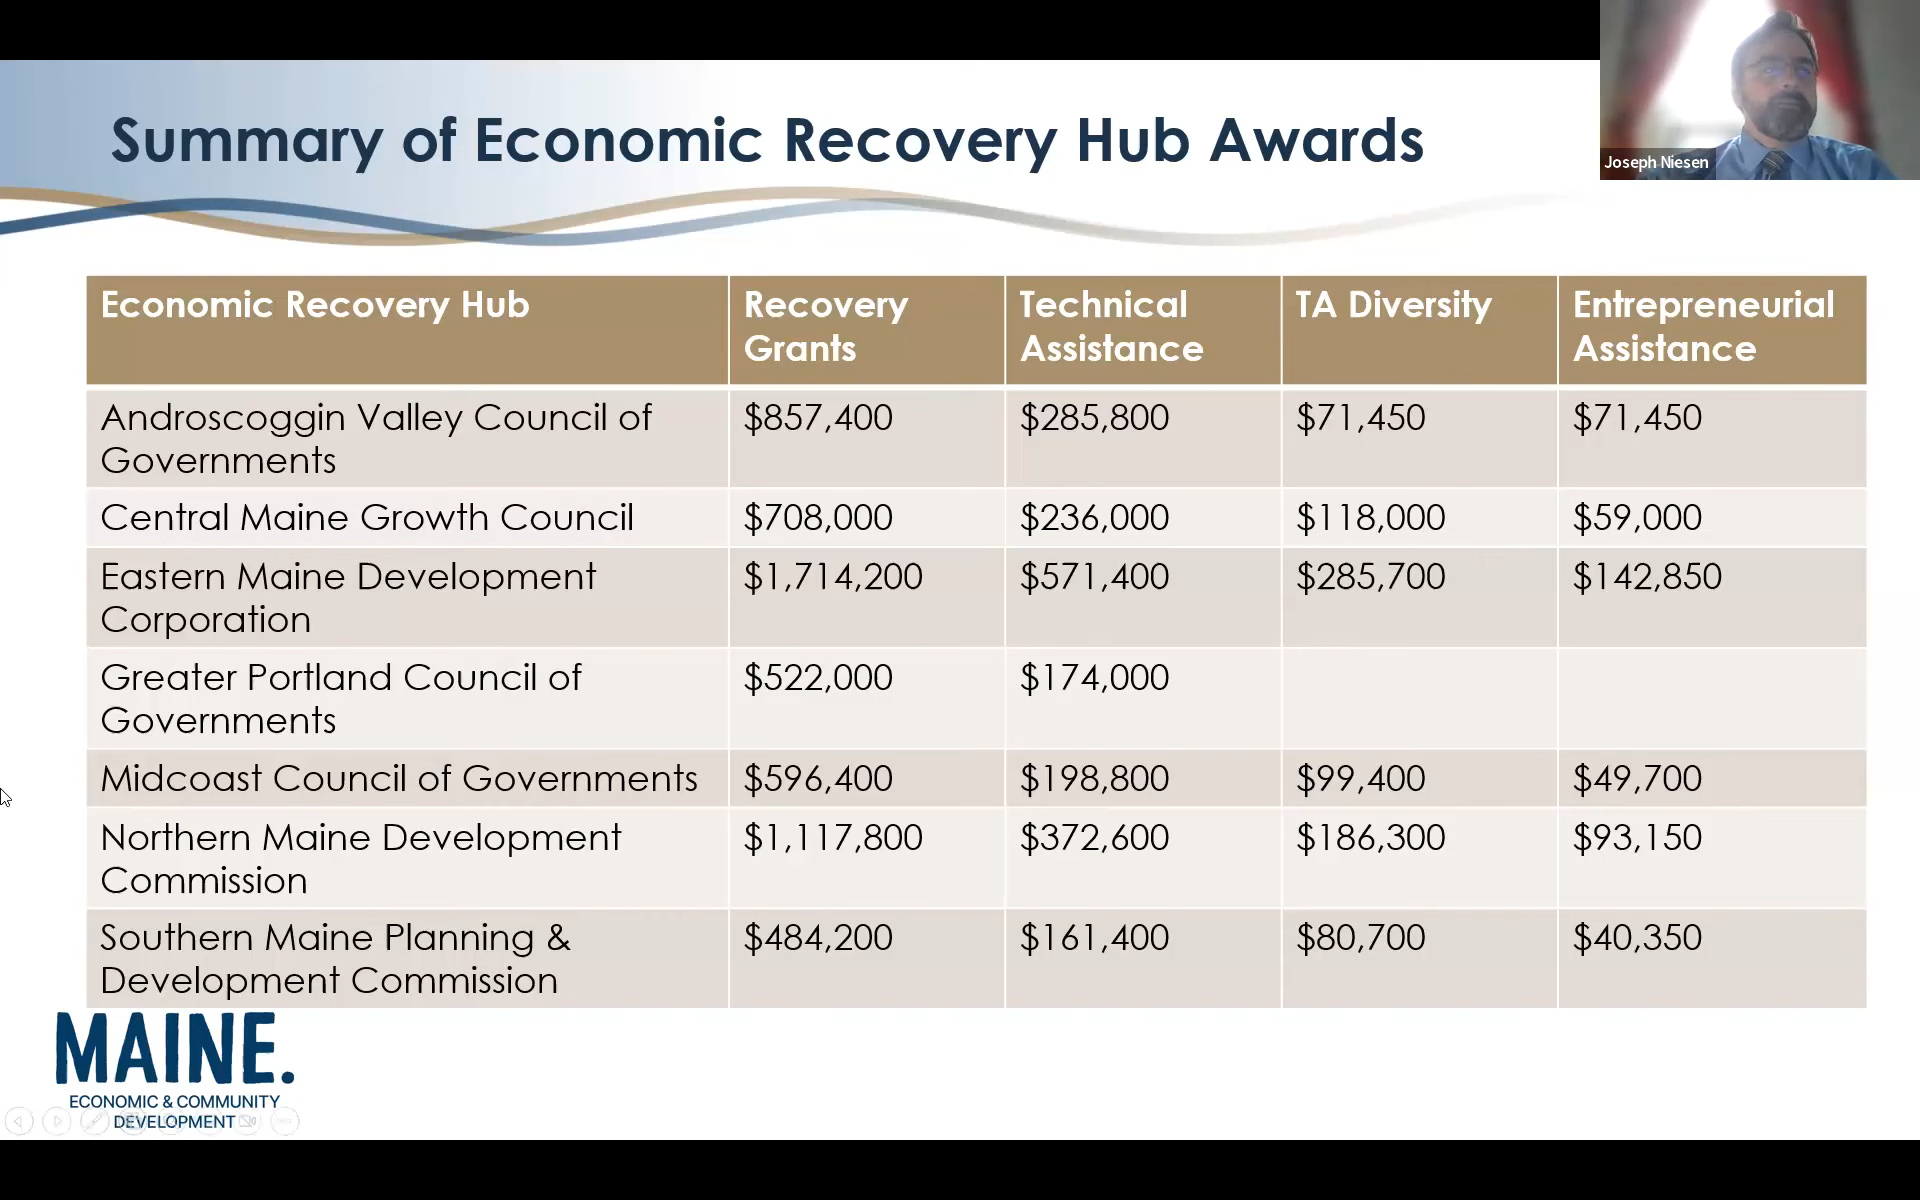 Summary of Economic Recovery Hub Awards
Joseph Niesen
Economic Recovery Hub
Recovery
Grants
Technical
Assistance
TA Diversity
Entrepreneurial
Assistance
Androscoggin Valley Council of
Governments
$857,400
$285,800
$71,450
$71,450
Central Maine Growth Council
$708,000
$236,000
$118,000
$59,000
Eastern Maine Development
Corporation
$1,714,200
$571,400
$285,700
$142,850
Greater Portland Council of
Governments
$522,000
$174,000
Midcoast Council of Governments
$596,400
$198,800
$99,400
$49,700
Northern Maine Development
Commission
$1,117,800
$372,600
$186,300
$93,150
Southern Maine Planning &
Development Commission
$484,200
$161,400
$80,700
$40,350
MAINE.
ECONOMIC & COMMUNITY
DEVELOPMENT